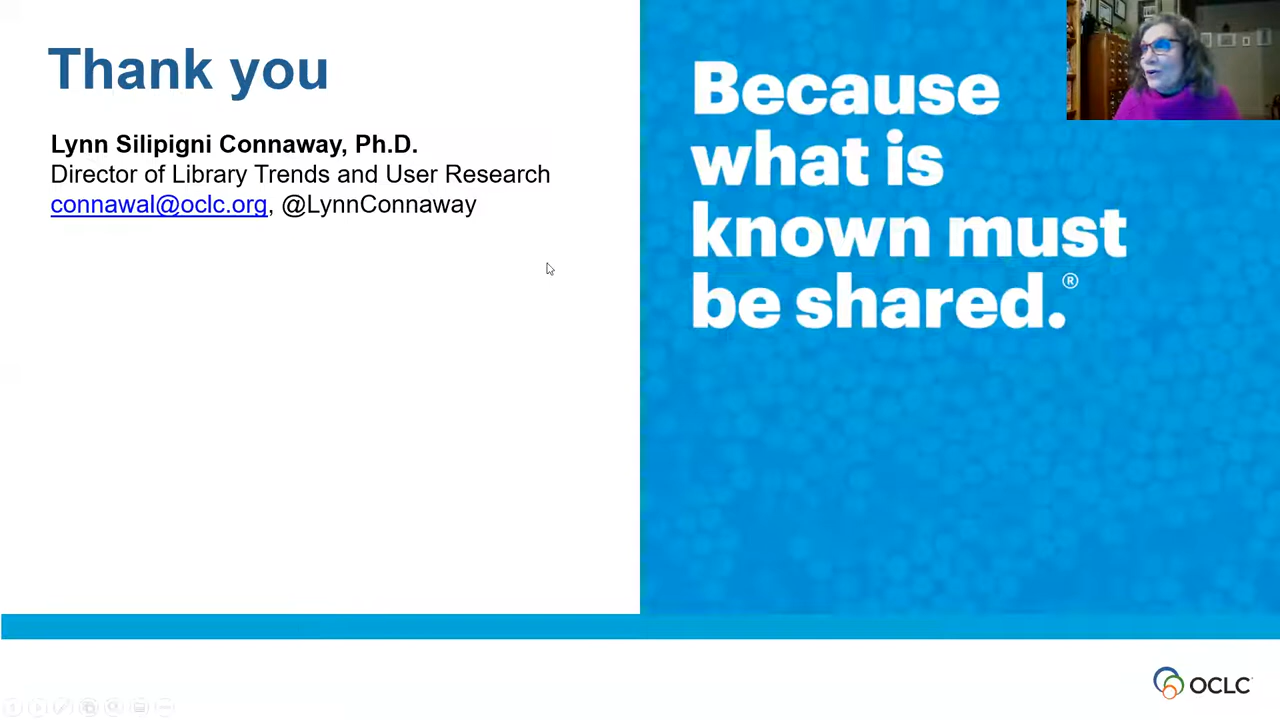 Thank you
Lynn Silipigni Connaway, Ph.D.
Director of Library Trends and User Research
connawal@oclc.org, @LynnConnaway
Because
what is
known must
be shared.®
OCLC